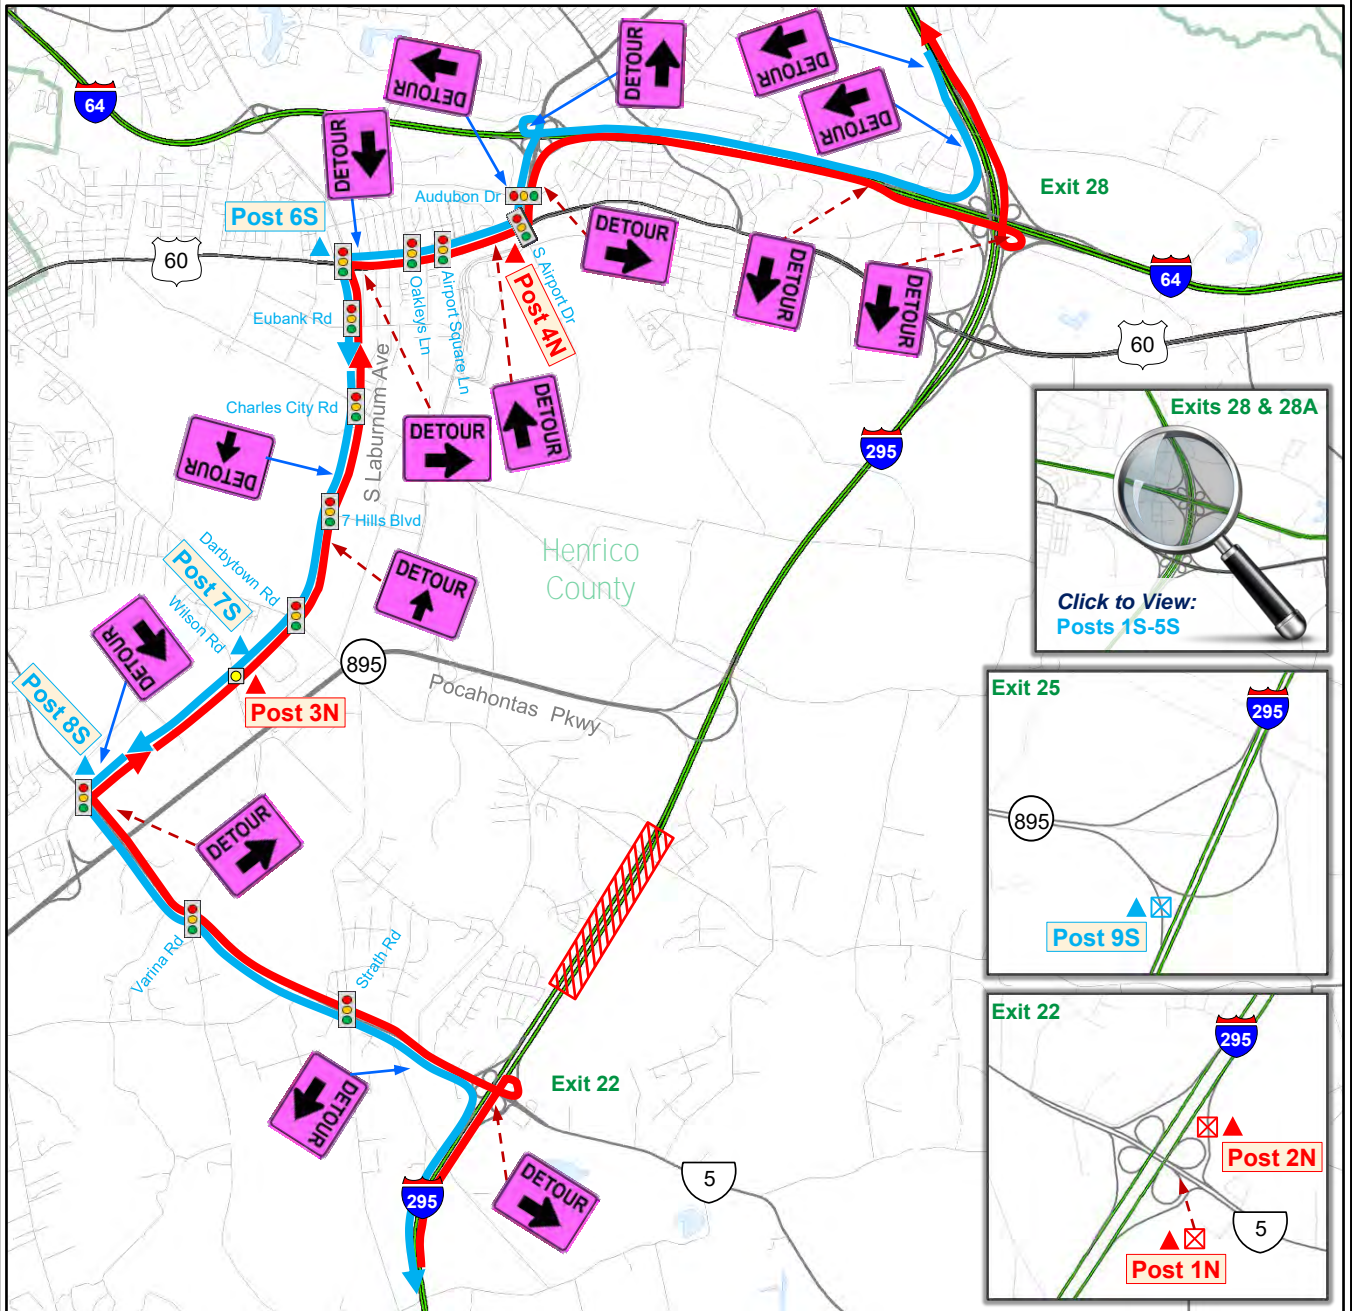 64
DETOUR
DETOUR
DETOUR
DETOUR
DETOUR
Audubon Dr
Exit 28
Post 6S
60
DETOUR
DETOUR
DETOUR
S Airport Dr
Post 4N
64
60
Oakleys Ln
Airport Square Ln
Eubank Rd
S Laburnum Ave
Charles City Rd
DETOUR
DETOUR
DETOUR
295
Exits 28 & 28A
Click to View:
Posts 1S-5S
7 Hills Blvd
Henrico
County
Darbytown Rd
Post 7S
Wilson Rd
DETOUR
DETOUR
895
Pocahontas Pkwy
Post 8S
Post 3N
Exit 25
295
895
Post 9S
DETOUR
Varina Rd
Strath Rd
Exit 22
295
Post 2N
5
Post 1N
DETOUR
Exit 22
DETOUR
5
295